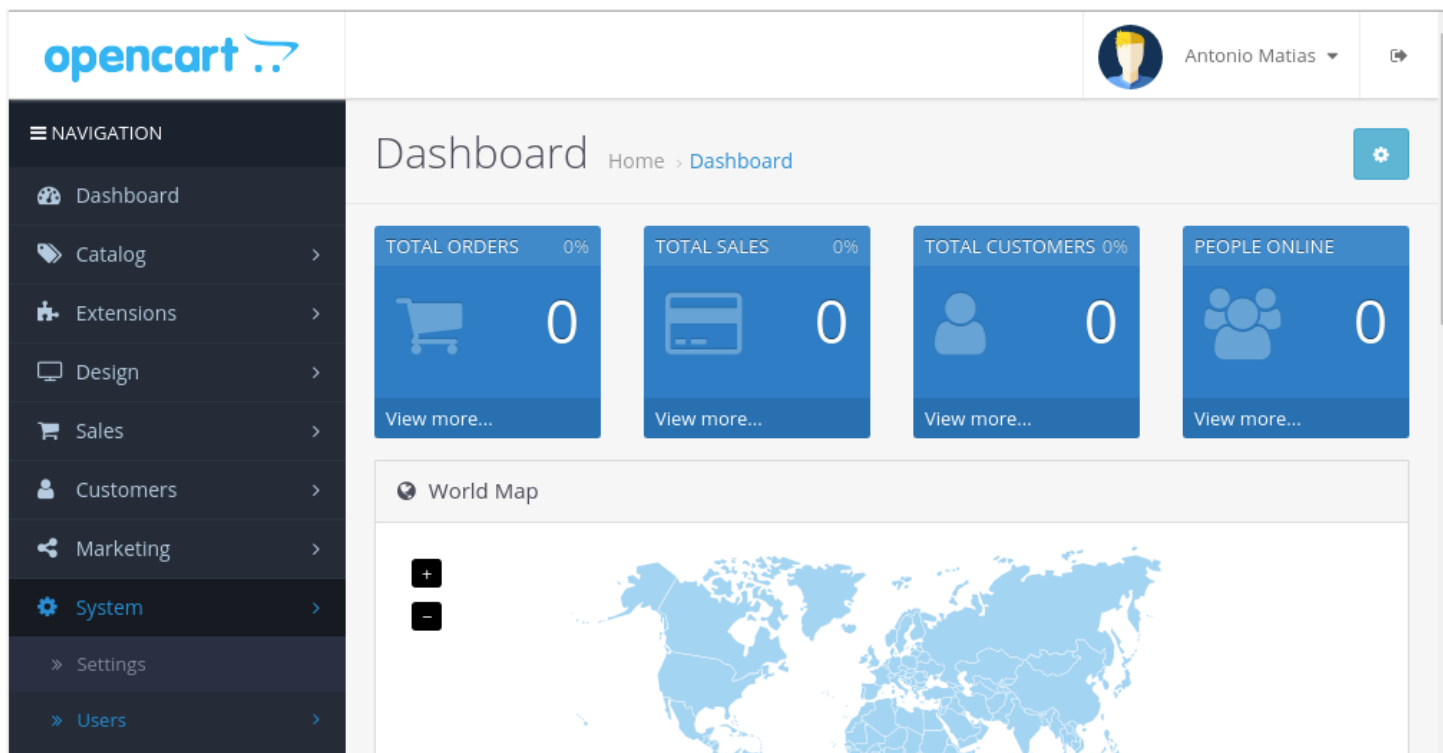 opencart
Antonio Matias
NAVIGATION
Dashboard
Catalog
Extensions
Design
Sales
Customers
Marketing
System
Settings
Users
Dashboard
Home › Dashboard
TOTAL ORDERS 0%
0
View more...
TOTAL SALES 0%
0
View more...
TOTAL CUSTOMERS 0%
0
View more...
PEOPLE ONLINE
0
View more...
World Map
+
−